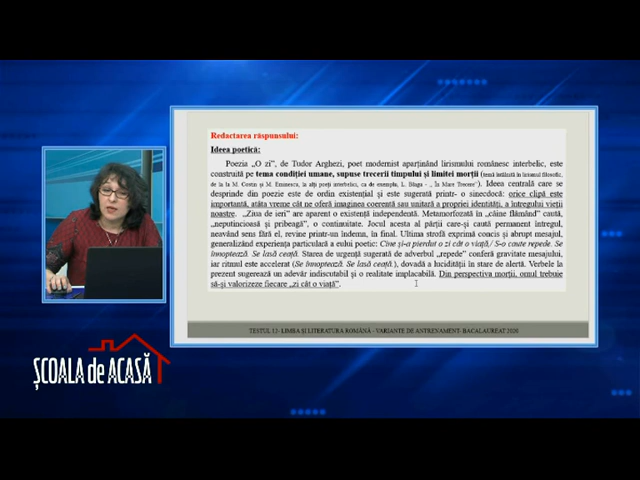 Redactarea răspunsului:
Ideea poetică:
Poezia „O zi", de Tudor Arghezi, poet modernist aparținând lirismului românesc interbelic, este
construită pe tema condiției umane, supuse trecerii timpului și limitei morții (temă întâlnită în lirismul filosofic,
de la la M. Costin și M. Eminescu, la alți poeți interbelici, ca de exemplu, L. Blaga - „ la Mare Trecere"). Ideea centrală care se
desprinde din poezie este de ordin existențial și este sugerată printr- o sinecdocă: orice clipă este
importantă, atâta vreme cât ne oferă imaginea coerentă sau unitară a propriei identități, a întregului vieții
noastre. „Ziua de ieri" are aparent o existență independentă. Metamorfozată în „câine flămând" caută,
„neputincioasă și pribeagă", o continuitate. Jocul acesta al părții care-și caută permanent întregul,
neavând sens fără el, revine printr-un îndemn, în final. Ultima strofă exprimă concis și abrupt mesajul,
generalizând experiența particulară a eului poetic: Cine și-a pierdut o zi cât o viață,/ S-o caute repede. Se
înnoptează. Se lasă ceață. Starea de urgență sugerată de adverbul „repede" conferă gravitate mesajului,
iar ritmul este accelerat (Se înnoptează. Se lasă ceață.), dovadă a lucidității în stare de alertă. Verbele la
prezent sugerează un adevăr indiscutabil și o realitate implacabilă. Din perspectiva morții, omul trebuie
să-și valorizeze fiecare „zi cât o viață".
TESTUL 12- LIMBA ȘI LITERATURA ROMÂNĂ - VARIANTE DE ANTRENAMENT- BACALAUREAT 2020
ȘCOALA de ACASĂ